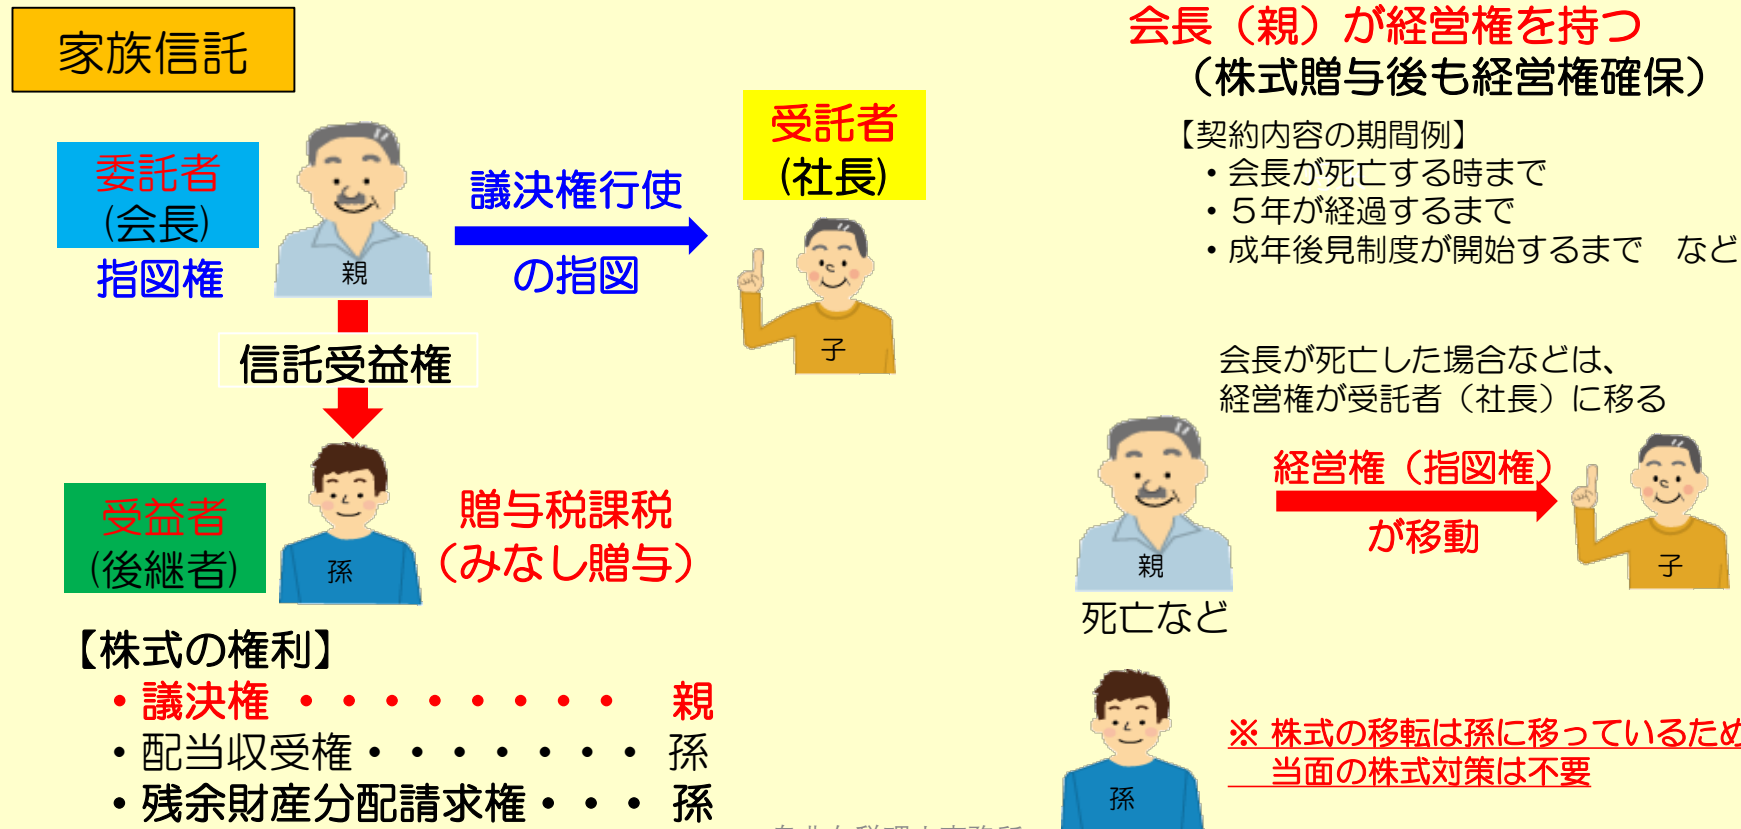 家族信託
委託者
(会長)
指図権
親
議決権行使
の指図
受託者
(社長)
子
信託受益権
受益者
(後継者)
孫
贈与税課税
（みなし贈与）
【株式の権利】
・議決権・・・・・・・・　親
・配当収受権・・・・・・・ 孫
・残余財産分配請求権・・・ 孫
会長（親）が経営権を持つ
（株式贈与後も経営権確保）
【契約内容の期間例】
・会長が死亡する時まで
・５年が経過するまで
・成年後見制度が開始するまで　など
会長が死亡した場合などは、
経営権が受託者（社長）に移る
親
死亡など
経営権（指図権）
が移動
子
孫
※ 株式の移転は孫に移っているため
当面の株式対策は不要